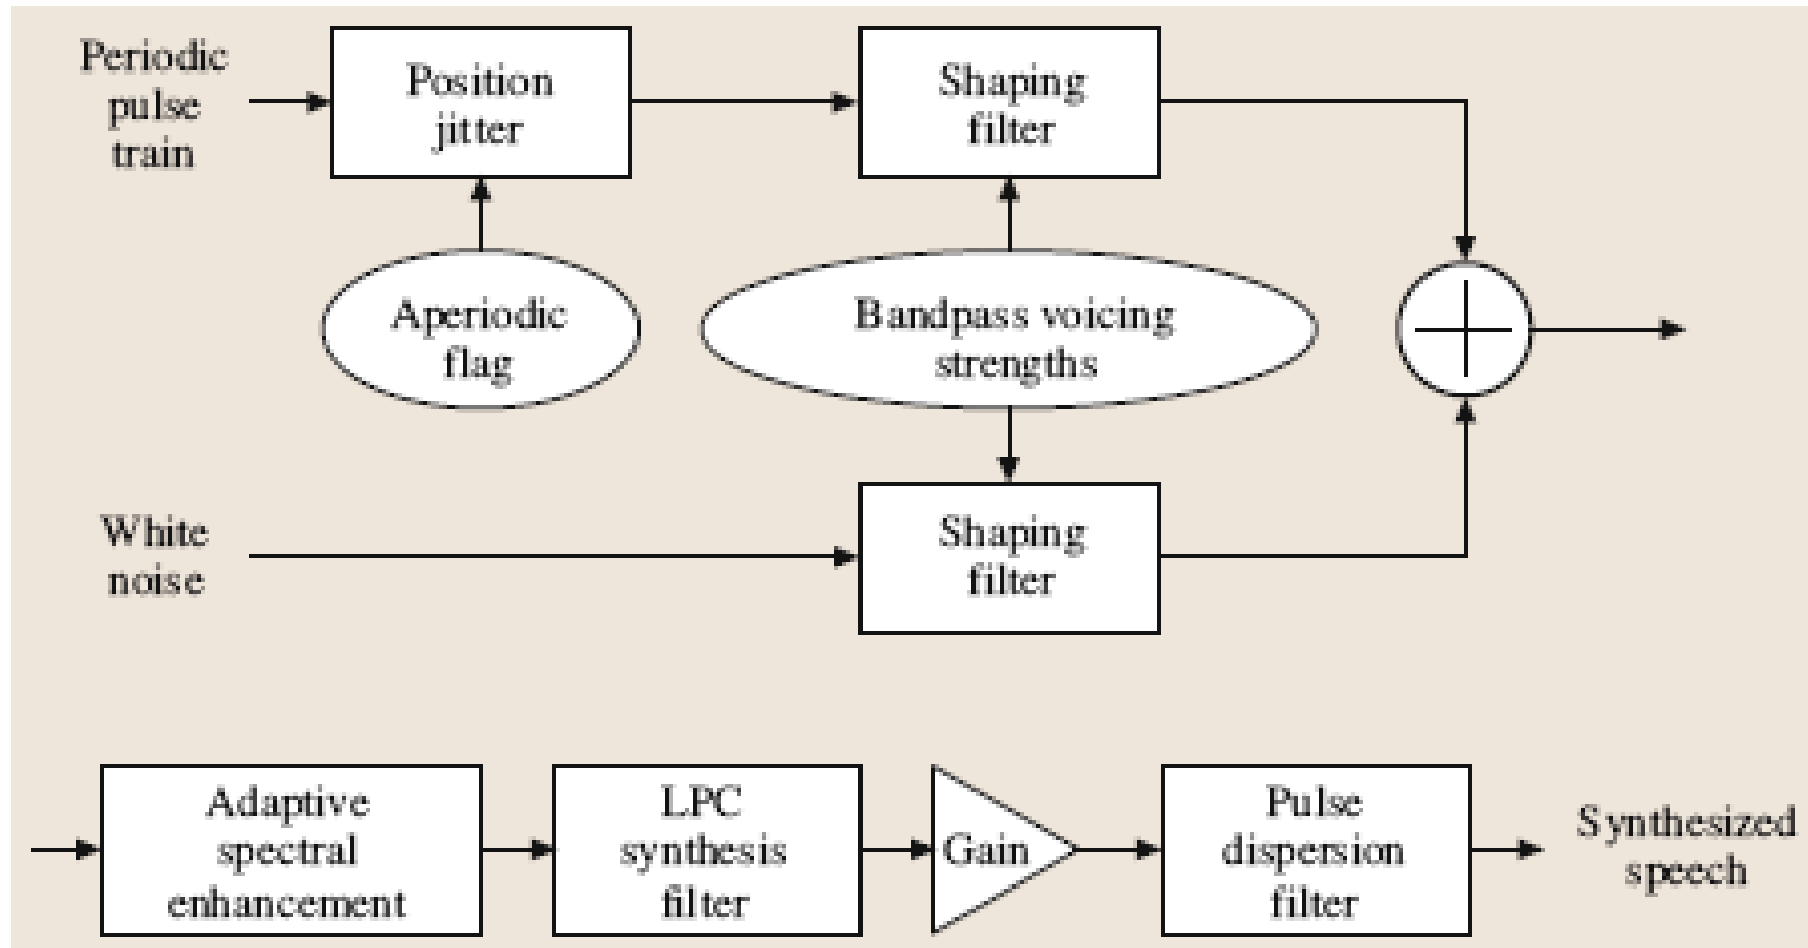 Periodic
pulse
train
Position
jitter
Shaping
filter
Aperiodic
flag
Bandpass voicing
strengths
White
noise
Shaping
filter
Adaptive
spectral
enhancement
LPC
synthesis
filter
Gain
Pulse
dispersion
filter
Synthesized
speech